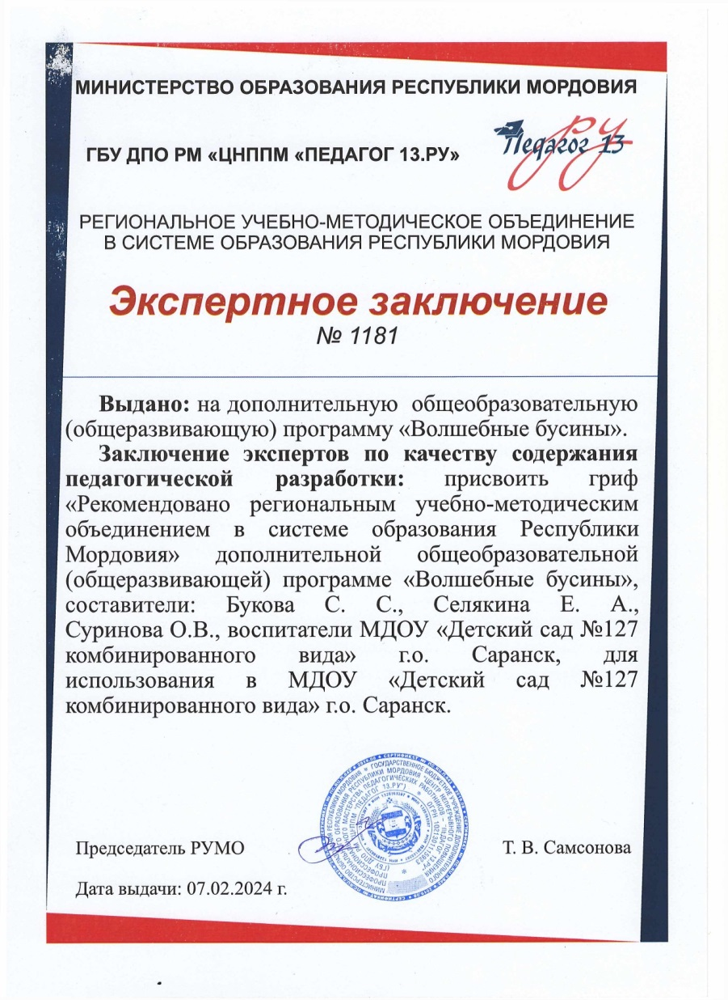 МИНИСТЕРСТВО ОБРАЗОВАНИЯ РЕСПУБЛИКИ МОРДОВИЯ
ГБУ ДПО РМ «ЦНППМ «ПЕДАГОГ 13.РУ»
Педагог 13
РУ
РЕГИОНАЛЬНОЕ УЧЕБНО-МЕТОДИЧЕСКОЕ ОБЪЕДИНЕНИЕ
В СИСТЕМЕ ОБРАЗОВАНИЯ РЕСПУБЛИКИ МОРДОВИЯ
Экспертное заключение
№ 1181
Выдано: на дополнительную общеобразовательную
(общеразвивающую) программу «Волшебные бусины».
Заключение экспертов по качеству содержания
педагогической разработки: присвоить гриф
«Рекомендовано региональным учебно-методическим
объединением в системе образования Республики
Мордовия» дополнительной общеобразовательной
(общеразвивающей) программе «Волшебные бусины»,
составители: Букова С. С., Селякина Е. А.,
Суринова О.В., воспитатели МДОУ «Детский сад №127
комбинированного вида» г.о. Саранск, для
использования в МДОУ «Детский сад №127
комбинированного вида» г.о. Саранск.
Председатель РУМО
Т. В. Самсонова
Дата выдачи: 07.02.2024 г.